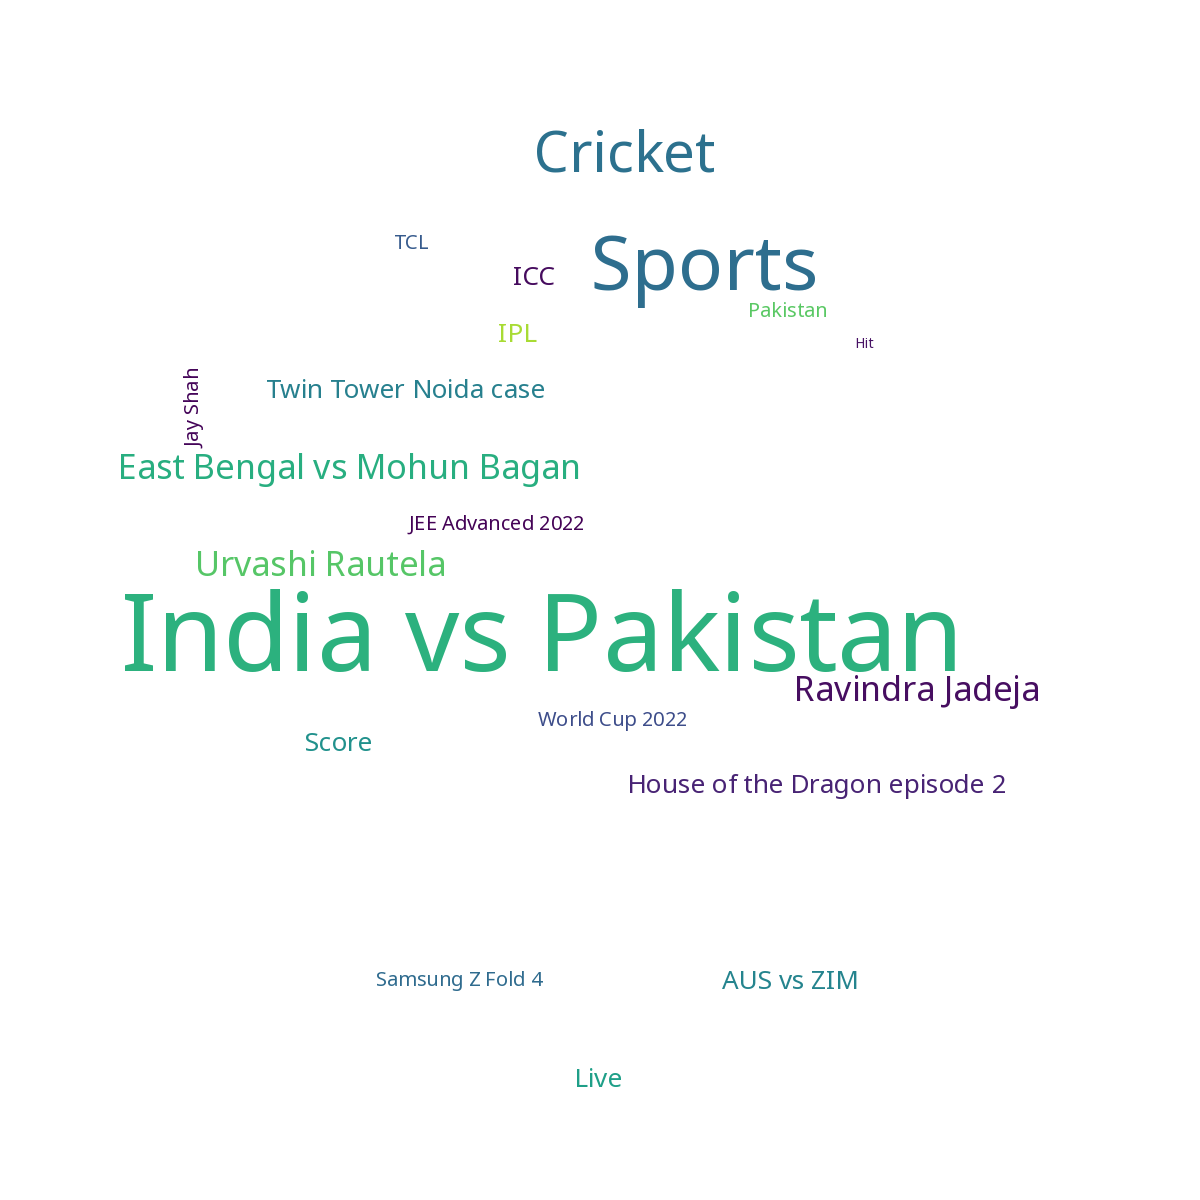 Cricket
Sports
TCL
ICC
Pakistan
IPL
Hit
Jay Shah
Twin Tower Noida case
East Bengal vs Mohun Bagan
JEE Advanced 2022
Urvashi Rautela
India vs Pakistan
Ravindra Jadeja
World Cup 2022
Score
House of the Dragon episode 2
Samsung Z Fold 4
AUS vs ZIM
Live